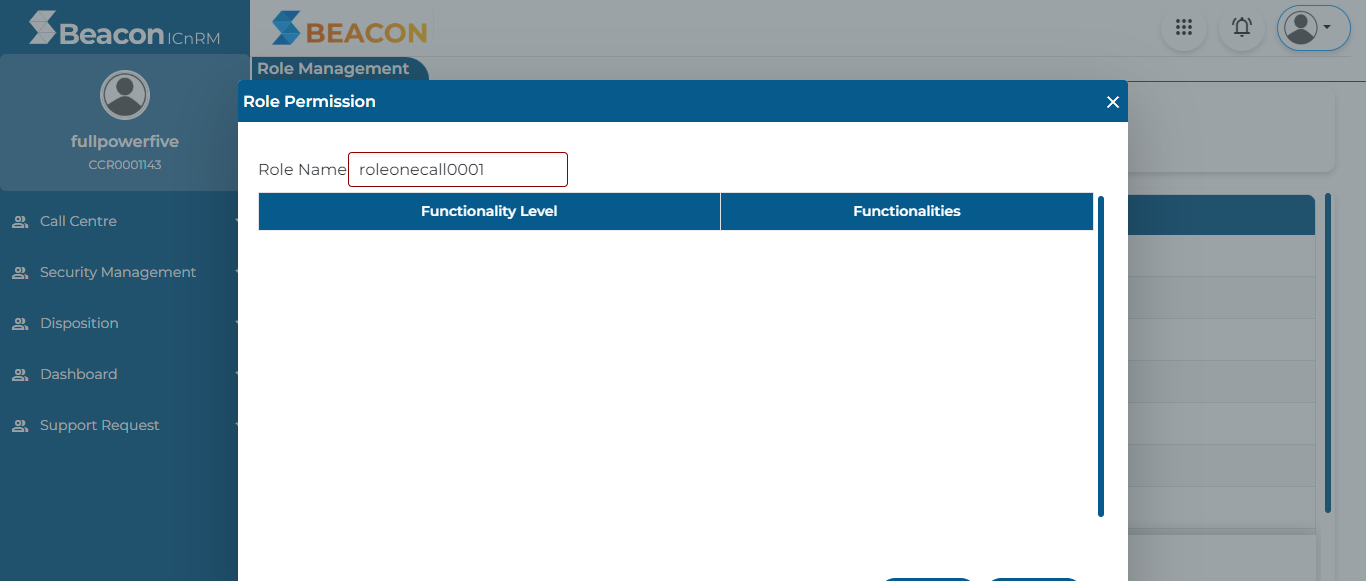 Beacon ICnRM
BEACON
Role Management
fullpowerfive
CCR0001143
Call Centre
Security Management
Disposition
Dashboard
Support Request
Role Permission
Role Name roleonecall0001
Functionality Level Functionalities